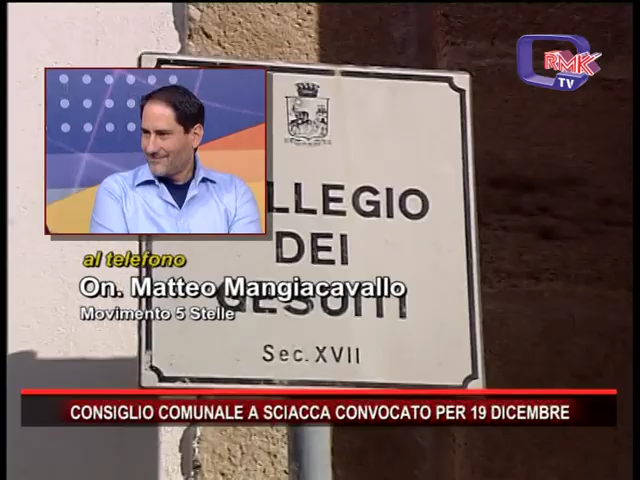 RMK
TV
LLEGIO
DEI
GESUITI
Sec. XVII
al telefono
On. Matteo Mangiacavallo
Movimento 5 Stelle
CONSIGLIO COMUNALE A SCIACCA CONVOCATO PER 19 DICEMBRE